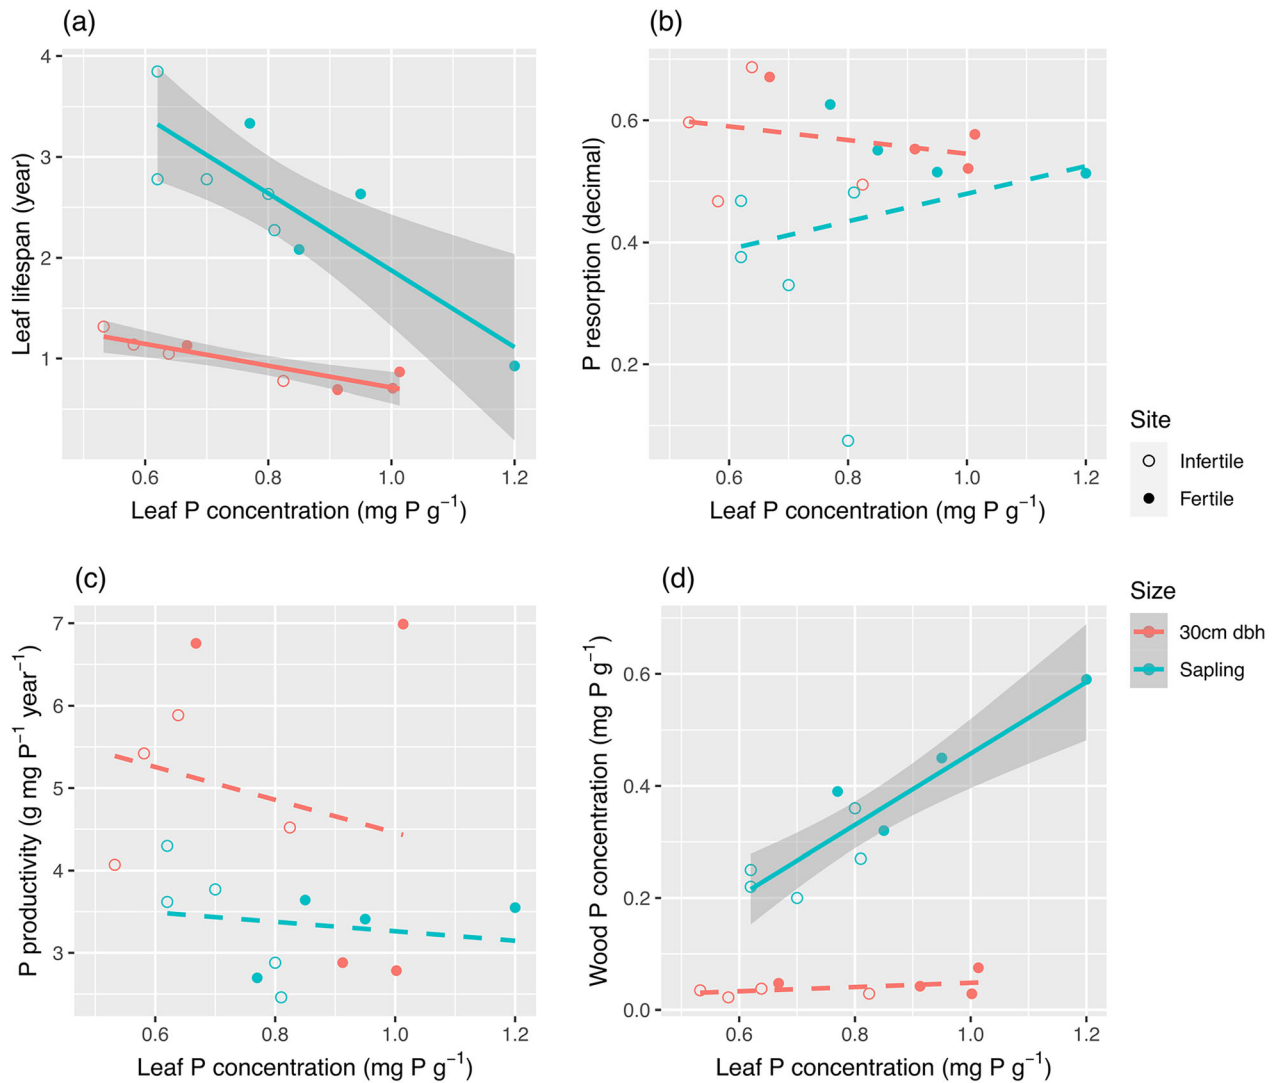 (a)
4
3
2
1
Leaf lifespan (year)
0.6 0.8 1.0 1.2
Leaf P concentration (mg P g⁻¹)
(b)
0.6
0.4
0.2
P resorption (decimal)
0.6 0.8 1.0 1.2
Leaf P concentration (mg P g⁻¹)
Site
Infertile
Fertile
(c)
7
6
5
4
3
P productivity (g mg P⁻¹ year⁻¹)
0.6 0.8 1.0 1.2
Leaf P concentration (mg P g⁻¹)
(d)
0.6
0.4
0.2
0.0
Wood P concentration (mg P g⁻¹)
0.6 0.8 1.0 1.2
Leaf P concentration (mg P g⁻¹)
Size
30cm dbh
Sapling